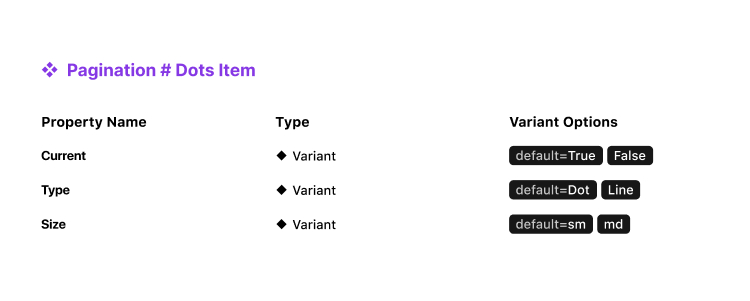 Pagination # Dots Item
Property Name Type Variant Options
Current Variant default=True False
Type Variant default=Dot Line
Size Variant default=sm md